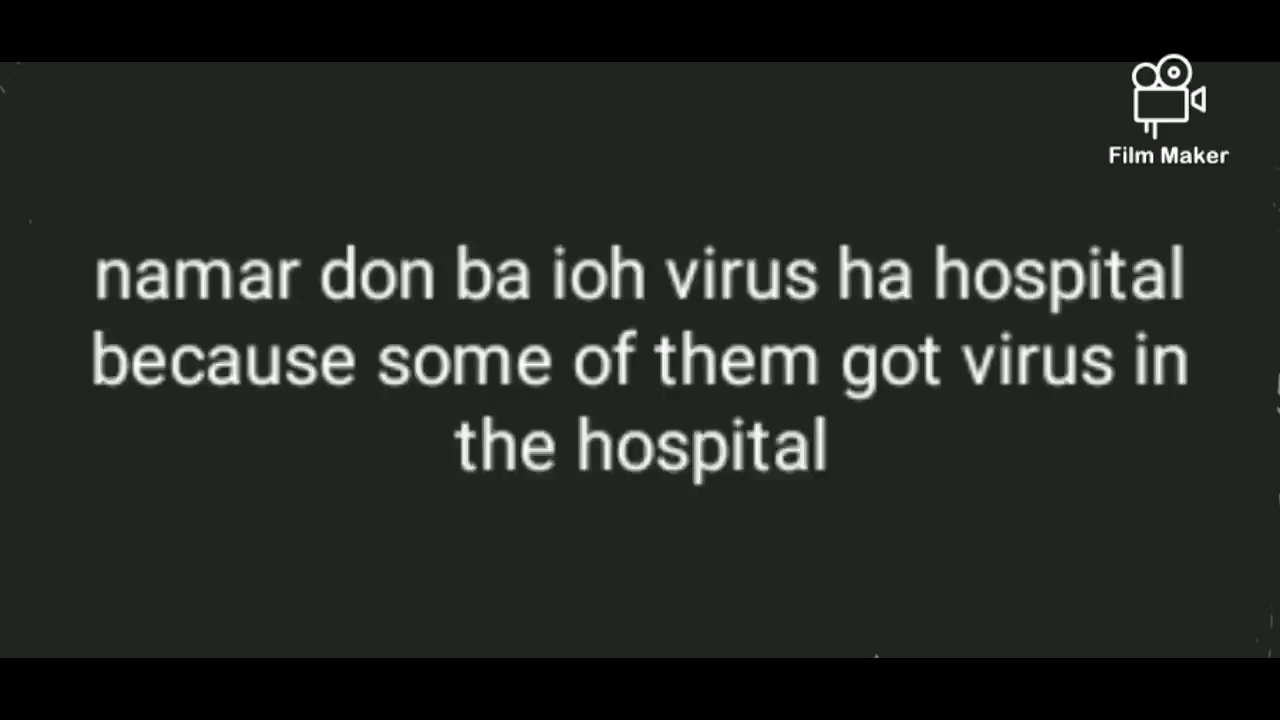 Film Maker
namar don ba ioh virus ha hospital
because some of them got virus in
the hospital